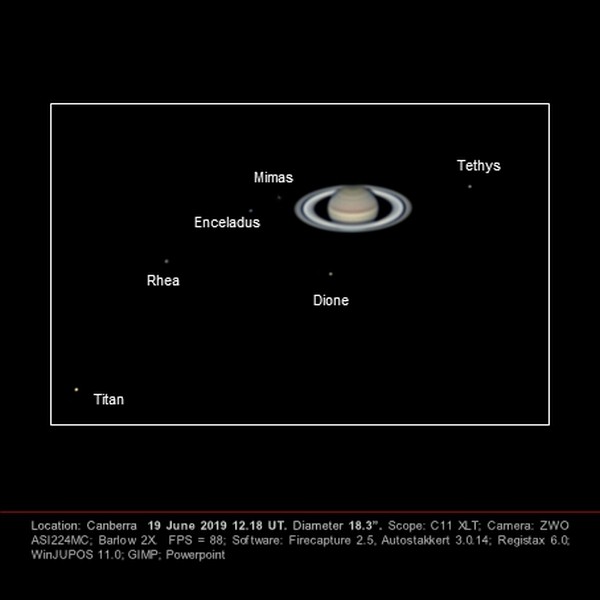 Tethys
Mimas
Enceladus
Rhea
Dione
Titan
Location: Canberra 19 June 2019 12.18 UT. Diameter 18.3". Scope: C11 XLT; Camera: ZWO
ASI224MC; Barlow 2X. FPS = 88; Software: Firecapture 2.5, Autostakkert 3.0.14; Registax 6.0;
WinJUPOS 11.0; GIMP; Powerpoint